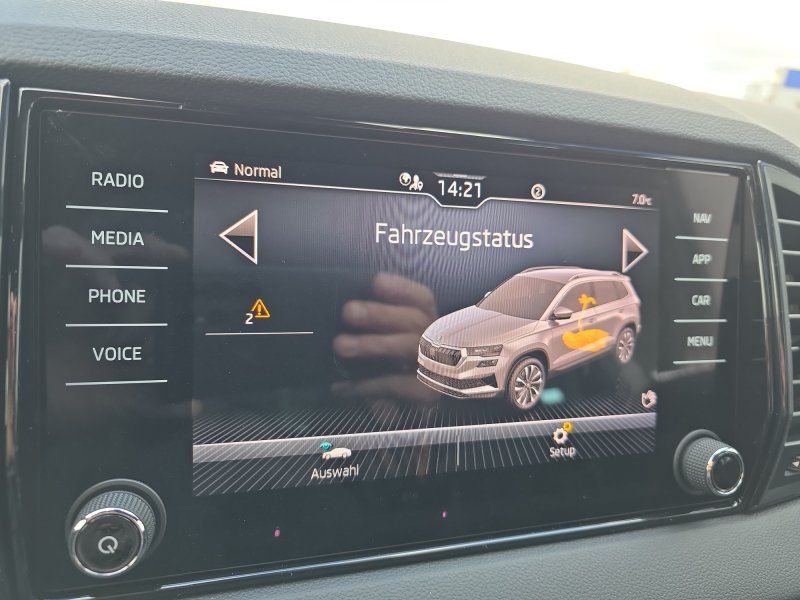 RADIO
MEDIA
PHONE
VOICE
Normal
14:21
2
7.0°C
Fahrzeugstatus
2
Auswahl
Setup
NAV
APP
CAR
MENU